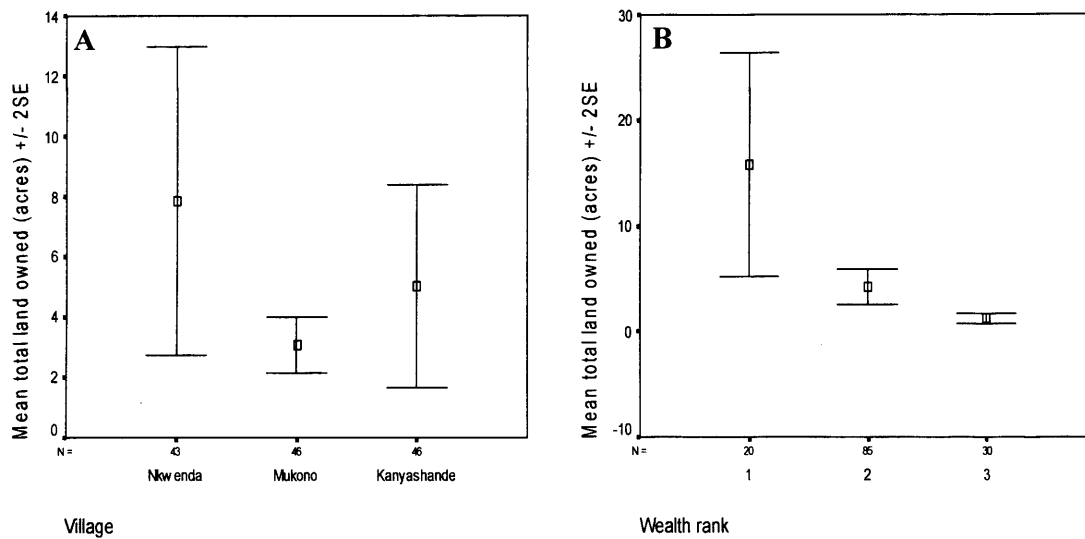 A
Mean total land owned (acres) +/- 2SE
14
12
10
8
6
4
2
0
N = 43 46 46
Nkwenda Mukono Kanyashande
Village
B
Mean total land owned (acres) +/- 2SE
30
20
10
0
-10
N = 20 85 30
1 2 3
Wealth rank